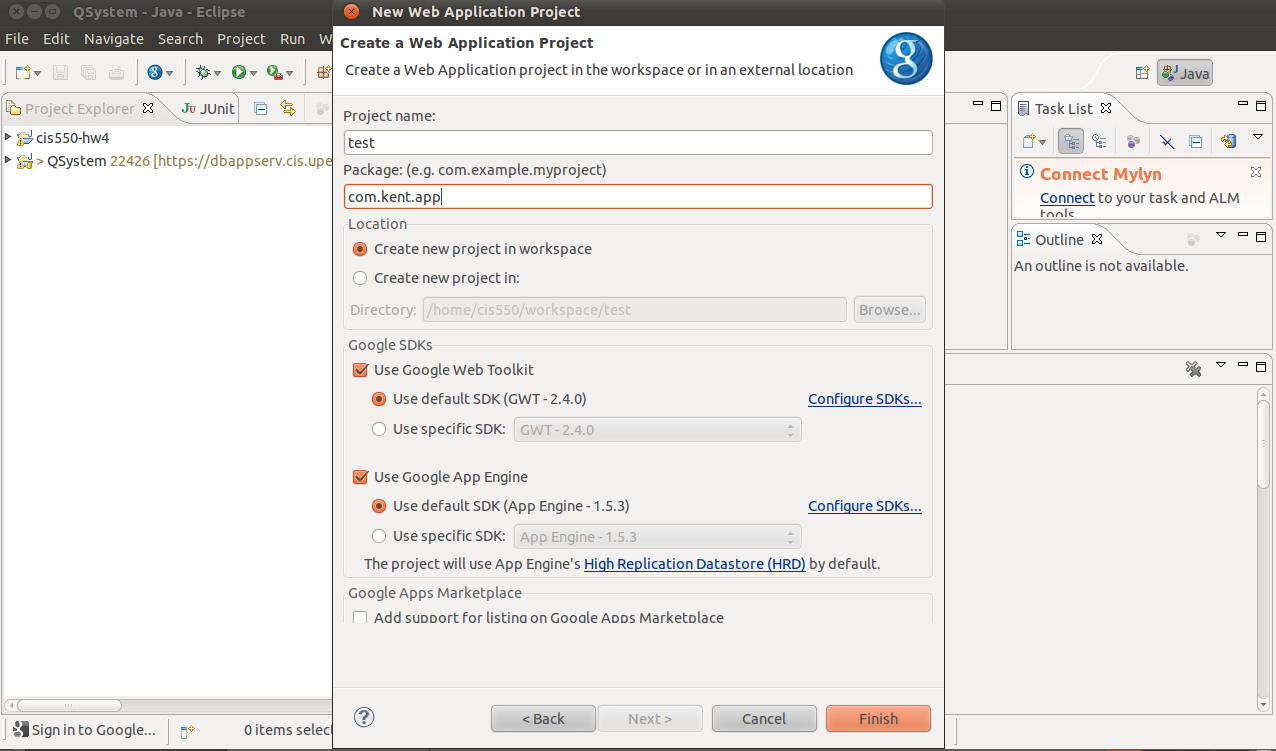 QSystem - Java - Eclipse
New Web Application Project
File Edit Navigate Search Project Run W
Create a Web Application Project
Create a Web Application project in the workspace or in an external location
Java
Project Explorer
JUnit
Task List
cis550-hw4
> QSystem 22426 [https://dbappserv.cis.upe
Project name:
test
Package: (e.g. com.example.myproject)
com.kent.app
Connect Mylyn
Connect to your task and ALM
tools.
Location
Create new project in workspace
Create new project in:
Directory: /home/cis550/workspace/test Browse...
Outline
An outline is not available.
Google SDKs
Use Google Web Toolkit
Use default SDK (GWT - 2.4.0) Configure SDKs...
Use specific SDK: GWT - 2.4.0
Use Google App Engine
Use default SDK (App Engine - 1.5.3) Configure SDKs...
Use specific SDK: App Engine - 1.5.3
The project will use App Engine's High Replication Datastore (HRD) by default.
Google Apps Marketplace
Add support for listing on Google Apps Marketplace
< Back Next > Cancel Finish
Sign in to Google...
0 items select